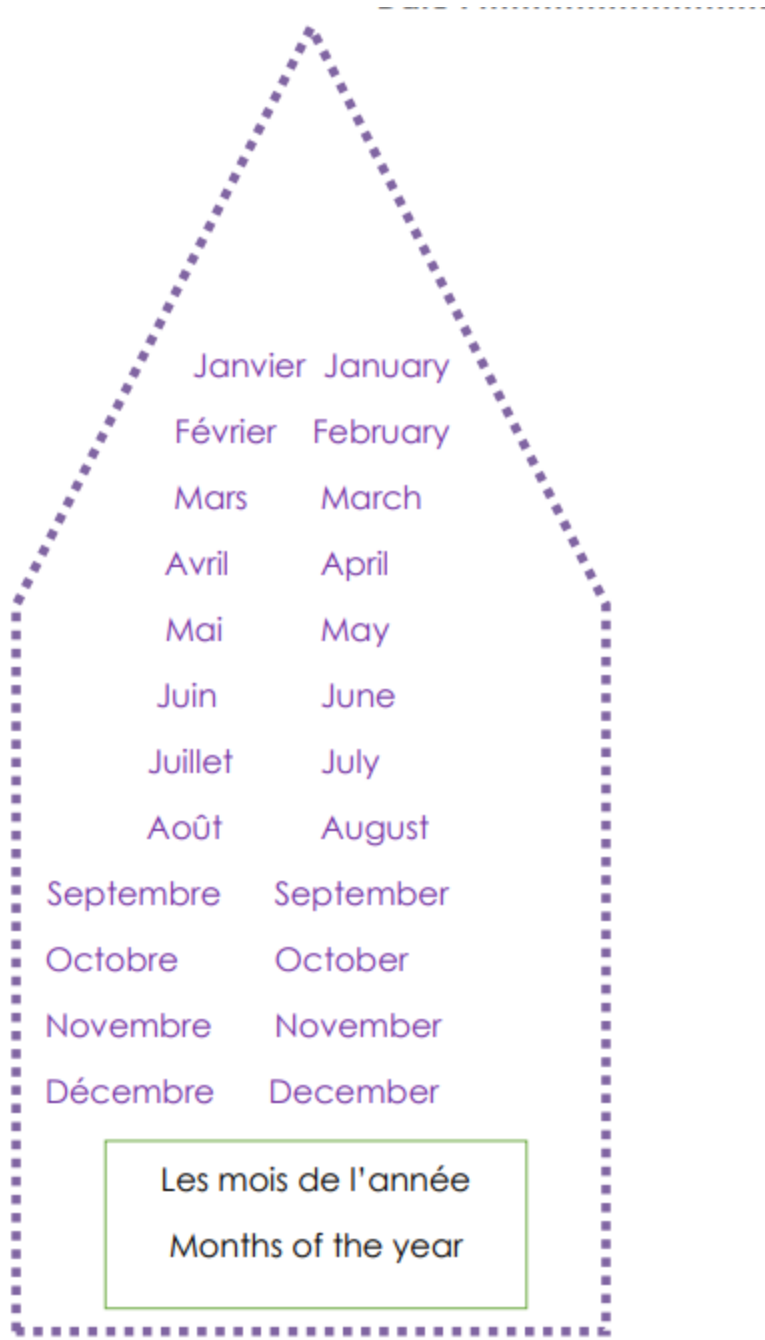 Janvier January
Février February
Mars March
Avril April
Mai May
Juin June
Juillet July
Août August
Septembre September
Octobre October
Novembre November
Décembre December
Les mois de l'année
Months of the year